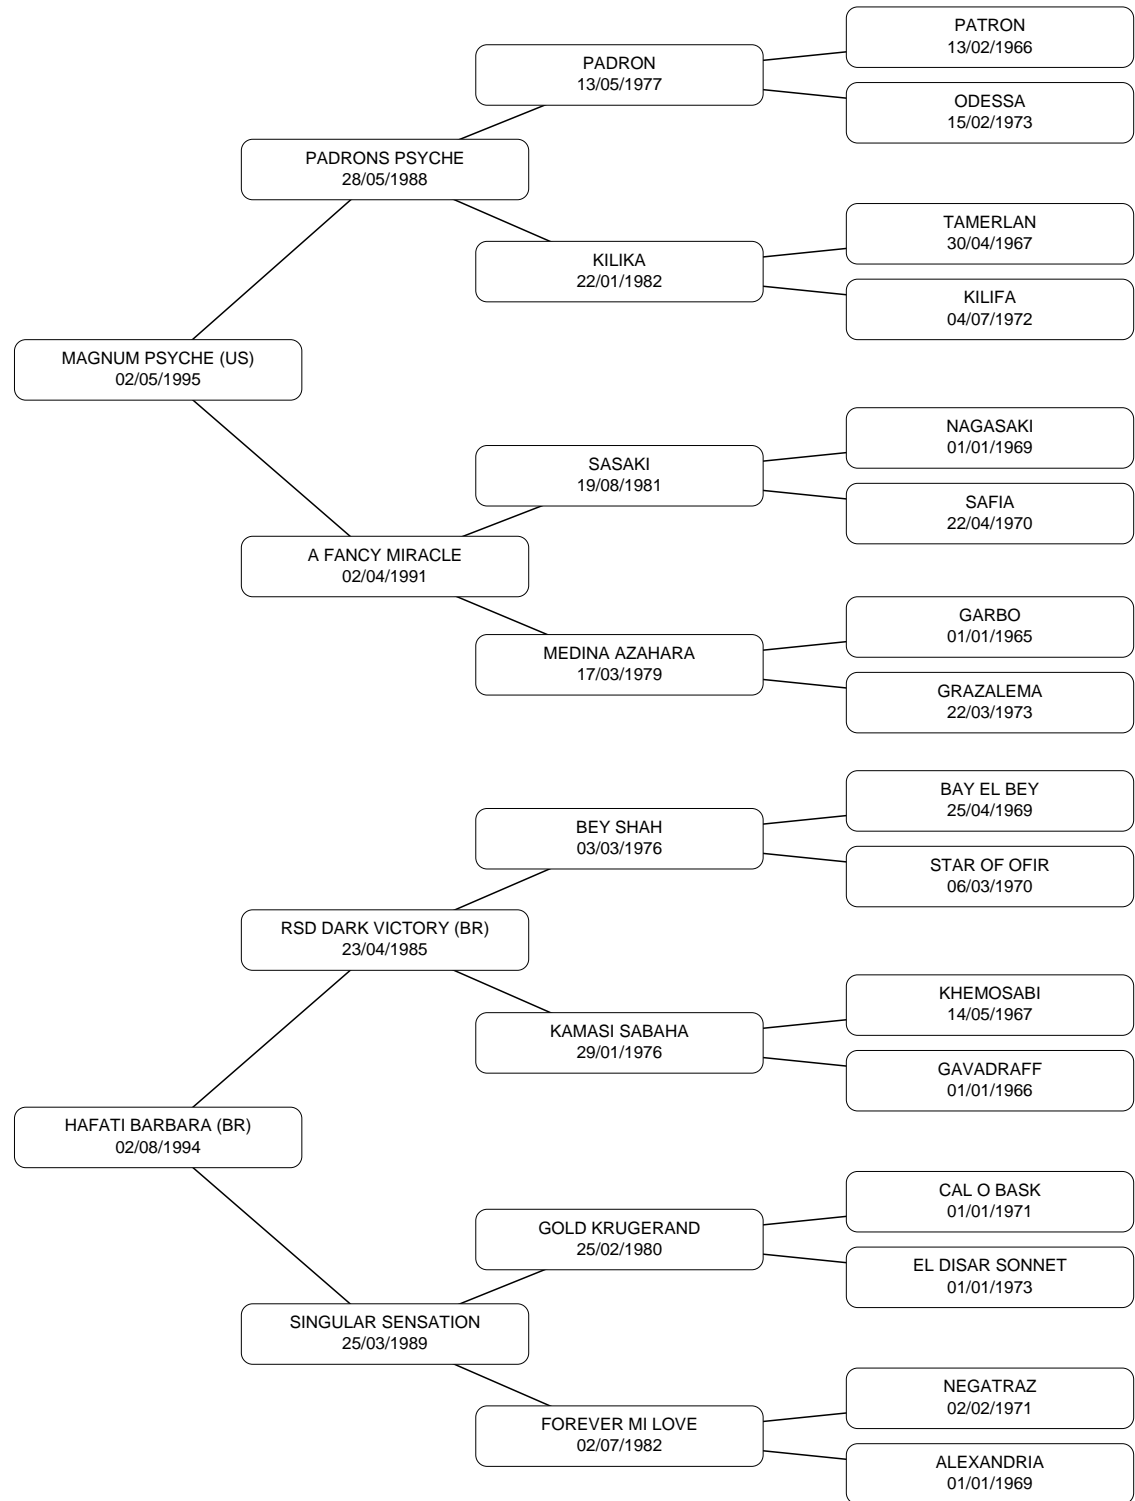 PATRON
13/02/1966
PADRON
13/05/1977
ODESSA
15/02/1973
PADRONS PSYCHE
28/05/1988
TAMERLAN
30/04/1967
KILIKA
22/01/1982
KILIFA
04/07/1972
MAGNUM PSYCHE (US)
02/05/1995
NAGASAKI
01/01/1969
SASAKI
19/08/1981
SAFIA
22/04/1970
A FANCY MIRACLE
02/04/1991
GARBO
01/01/1965
MEDINA AZAHARA
17/03/1979
GRAZALEMA
22/03/1973
BAY EL BEY
25/04/1969
BEY SHAH
03/03/1976
STAR OF OFIR
06/03/1970
RSD DARK VICTORY (BR)
23/04/1985
KHEMOSABI
14/05/1967
KAMASI SABAHA
29/01/1976
GAVADRAFF
01/01/1966
HAFATI BARBARA (BR)
02/08/1994
CAL O BASK
01/01/1971
GOLD KRUGERAND
25/02/1980
EL DISAR SONNET
01/01/1973
SINGULAR SENSATION
25/03/1989
NEGATRAZ
02/02/1971
FOREVER MI LOVE
02/07/1982
ALEXANDRIA
01/01/1969